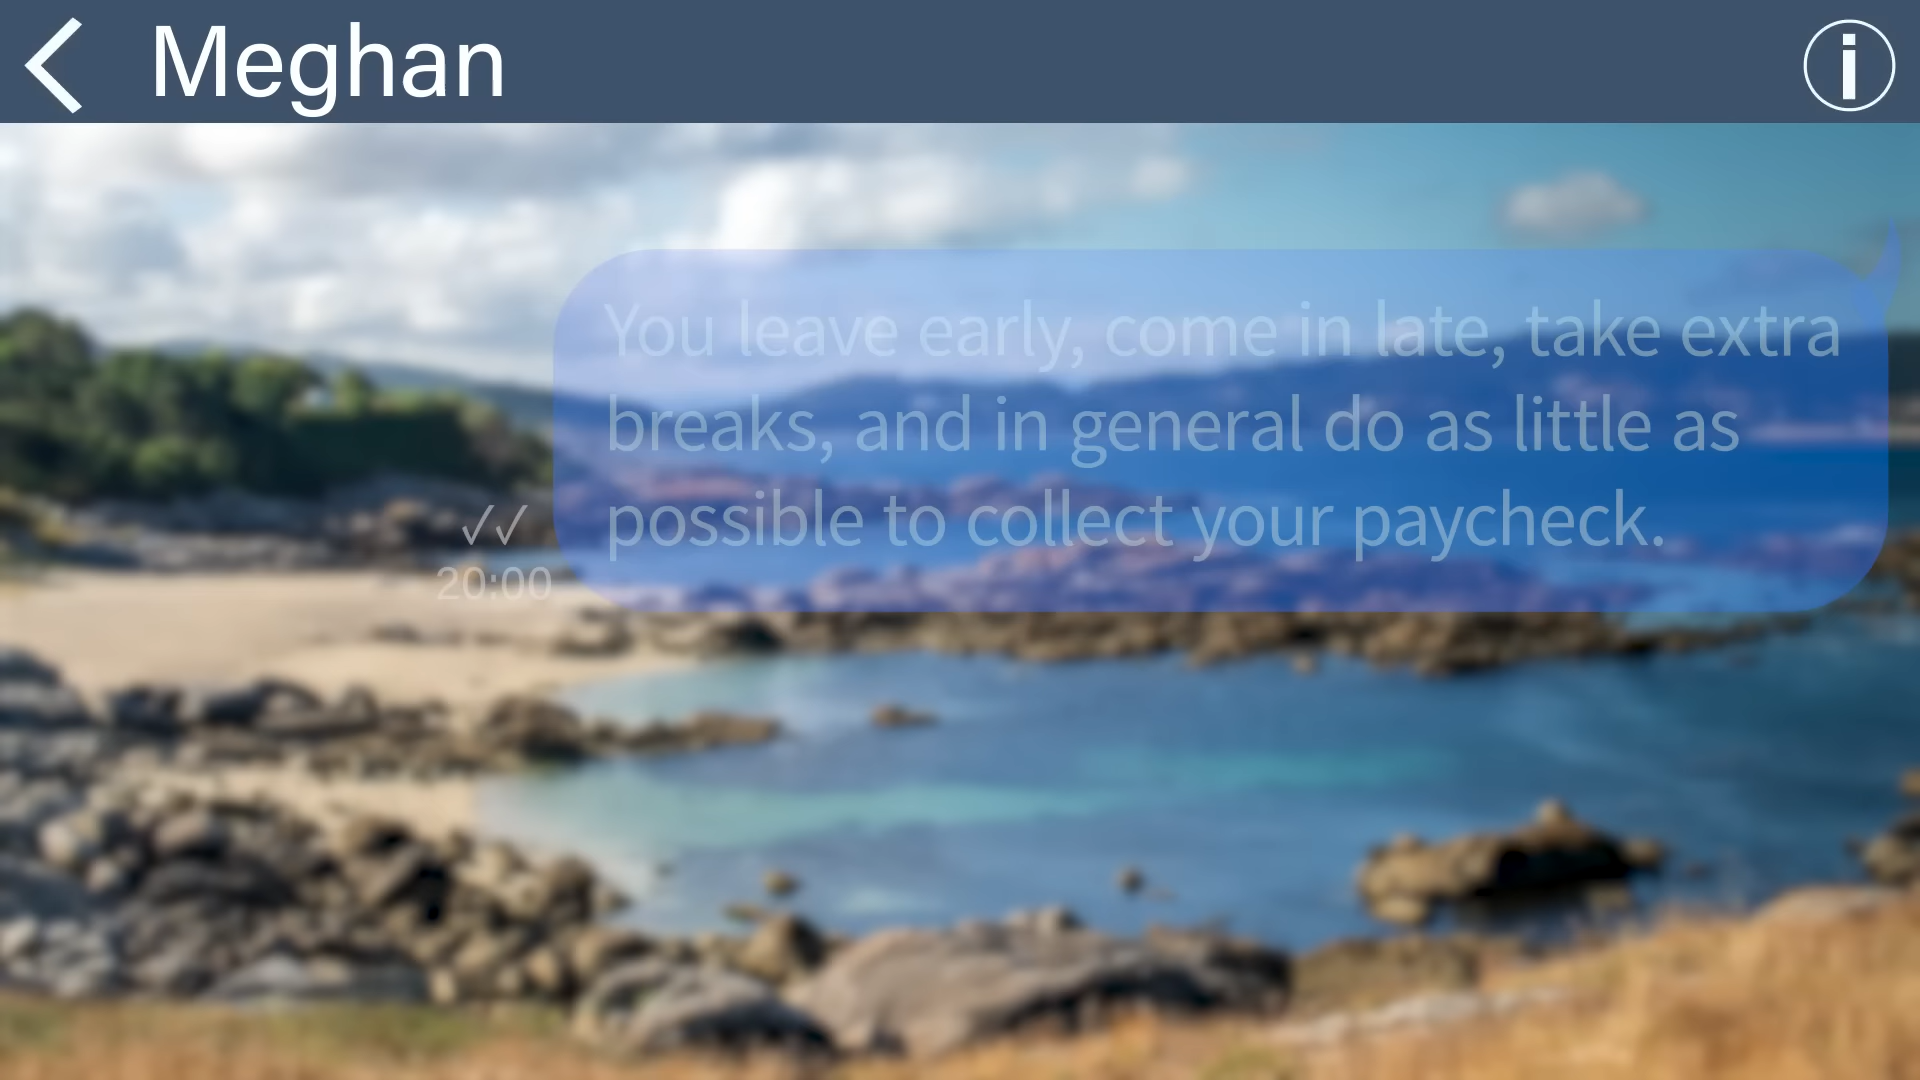 Meghan
You leave early, come in late, take extra
breaks, and in general do as little as
possible to collect your paycheck.
✓✓
20:00